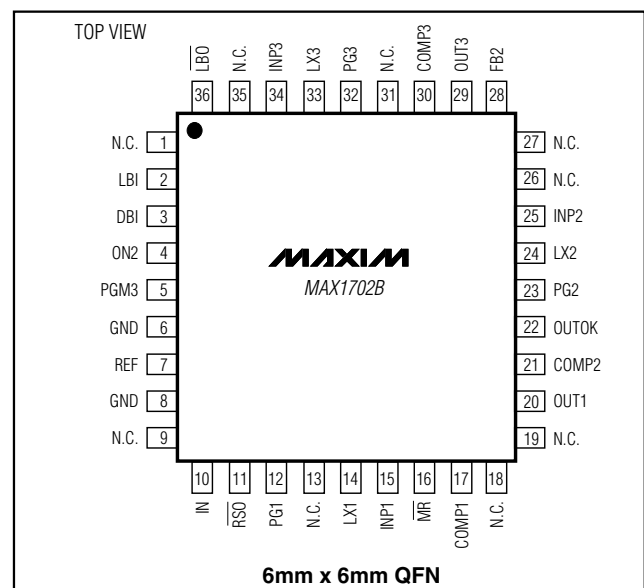 TOP VIEW
LBO
N.C.
INP3
LX3
PG3
N.C.
COMP3
OUT3
FB2
36 35 34 33 32 31 30 29 28
N.C. 1
LBI 2
DBI 3
ON2 4
PGM3 5
GND 6
REF 7
GND 8
N.C. 9
MAXIM
MAX1702B
27 N.C.
26 N.C.
25 INP2
24 LX2
23 PG2
22 OUTOK
21 COMP2
20 OUT1
19 N.C.
10 11 12 13 14 15 16 17 18
IN
RSO
PG1
N.C.
LX1
INP1
MR
COMP1
N.C.
6mm x 6mm QFN